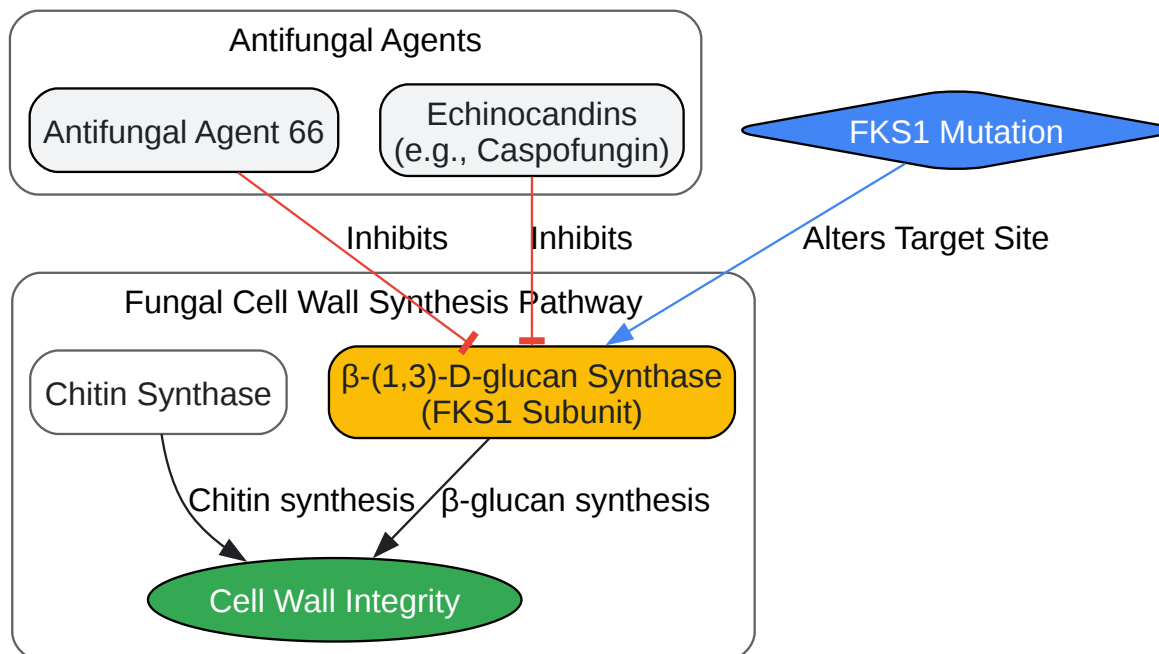 Antifungal Agents
Antifungal Agent 66
Echinocandins
(e.g., Caspofungin)
FKS1 Mutation
Inhibits
Inhibits
Alters Target Site
Fungal Cell Wall Synthesis Pathway
Chitin Synthase
β-(1,3)-D-glucan Synthase
(FKS1 Subunit)
Chitin synthesis
β-glucan synthesis
Cell Wall Integrity